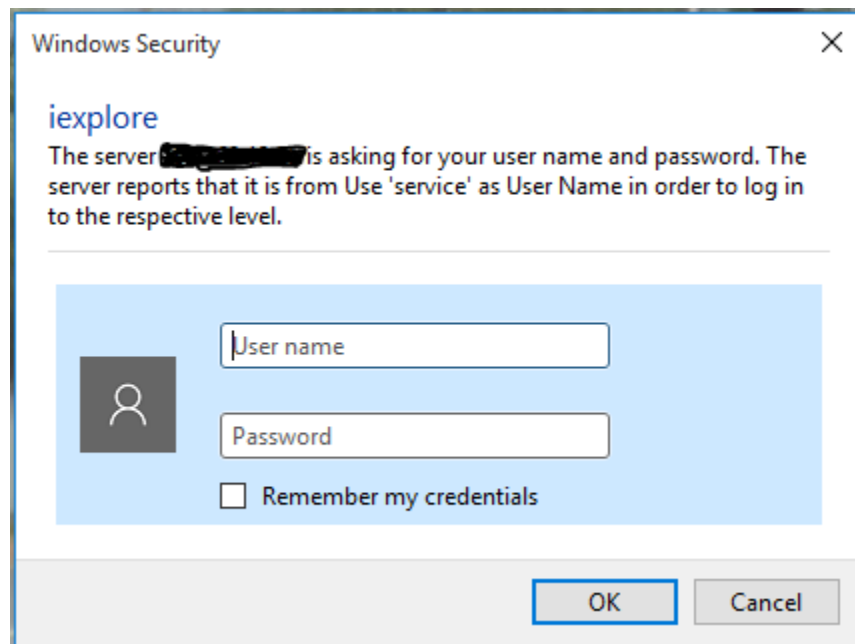 Windows Security
iexplore
The server is asking for your user name and password. The
server reports that it is from Use 'service' as User Name in order to log in
to the respective level.
User name
Password
Remember my credentials
OK
Cancel